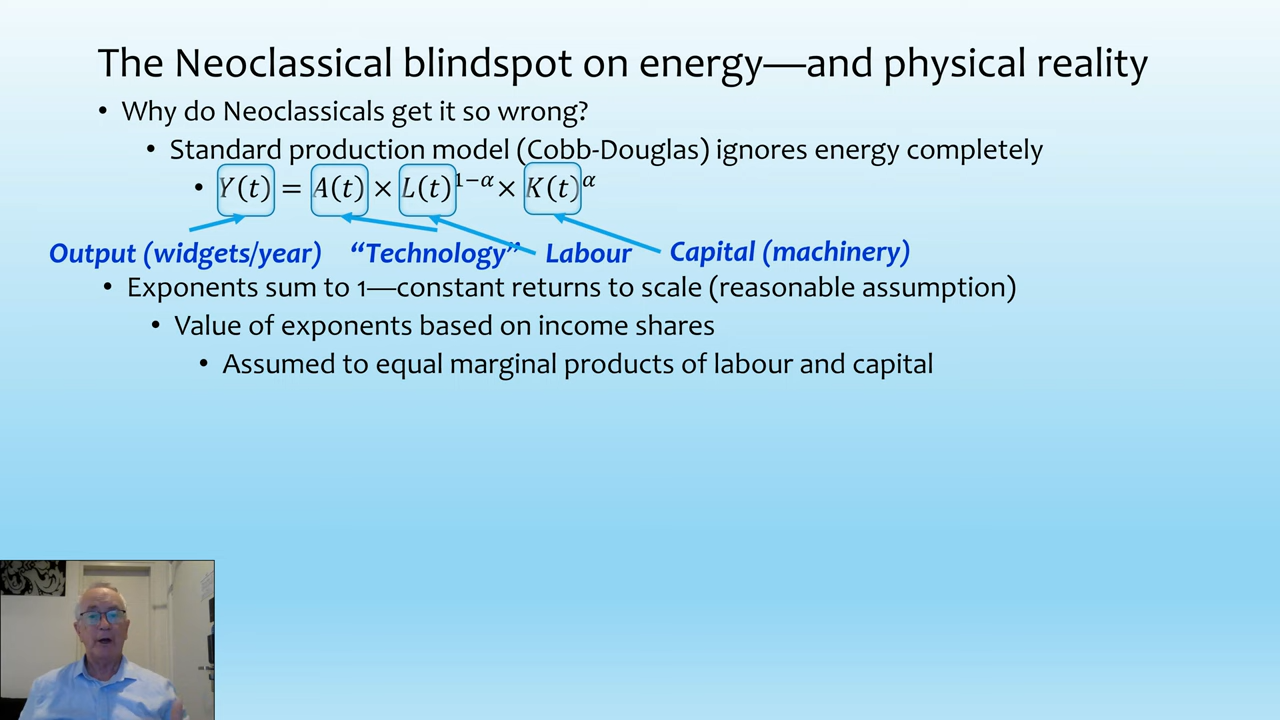 The Neoclassical blindspot on energy—and physical reality
• Why do Neoclassicals get it so wrong?
• Standard production model (Cobb-Douglas) ignores energy completely
• Y(t) = A(t) × L(t)^{1−α} × K(t)^α
Output (widgets/year) “Technology” Labour Capital (machinery)
• Exponents sum to 1—constant returns to scale (reasonable assumption)
• Value of exponents based on income shares
• Assumed to equal marginal products of labour and capital